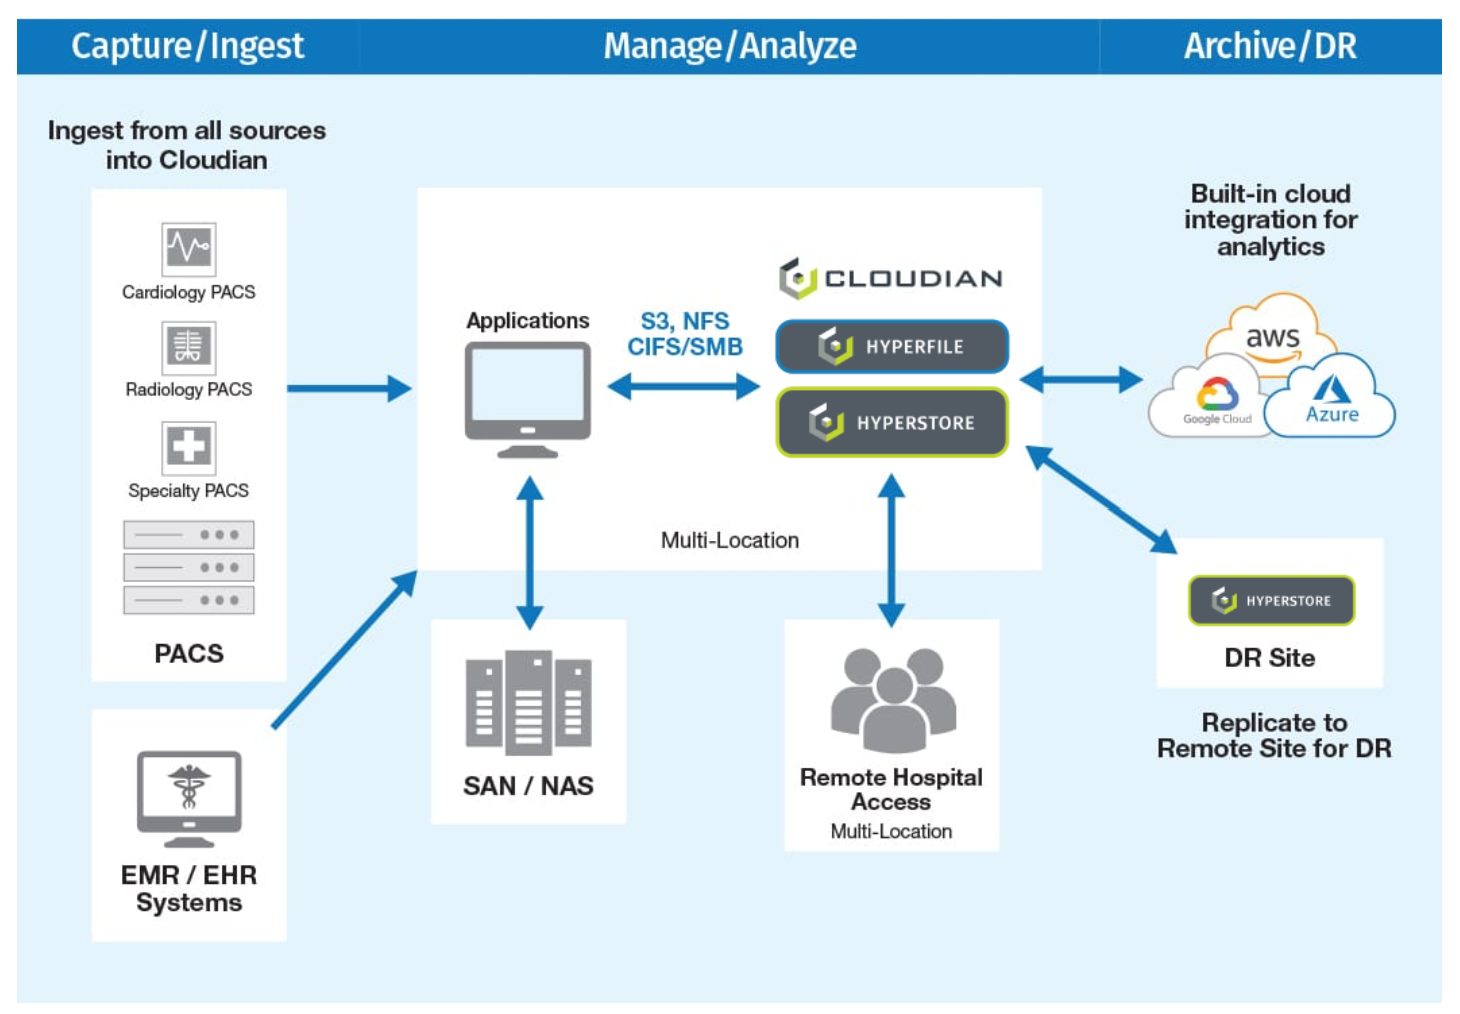 Capture/Ingest
Manage/Analyze
Archive/DR
Ingest from all sources
into Cloudian
Cardiology PACS
Radiology PACS
Specialty PACS
PACS
EMR / EHR
Systems
Applications
S3, NFS
CIFS/SMB
CLOUDIAN
HYPERFILE
HYPERSTORE
Multi-Location
SAN / NAS
Remote Hospital
Access
Multi-Location
Built-in cloud
integration for
analytics
aws
Google Cloud
Azure
HYPERSTORE
DR Site
Replicate to
Remote Site for DR